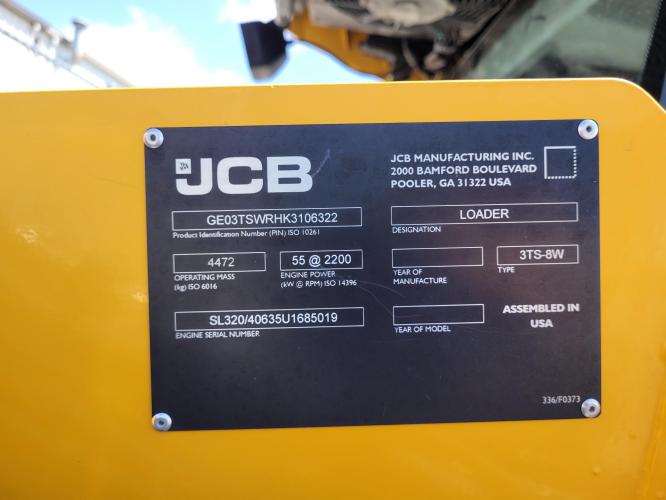 JCB
JCB MANUFACTURING INC.
2000 BAMFORD BOULEVARD
POOLER, GA 31322 USA
GE03TSWRHK3106322
Product Identification Number (PIN) ISO 10261
LOADER
DESIGNATION
4472
OPERATING MASS
(kg) ISO 6016
55 @ 2200
ENGINE POWER
(kW @ RPM) ISO 14396
YEAR OF
MANUFACTURE
3TS-8W
TYPE
SL320/40635U1685019
ENGINE SERIAL NUMBER
YEAR OF MODEL
ASSEMBLED IN
USA
336/F0373